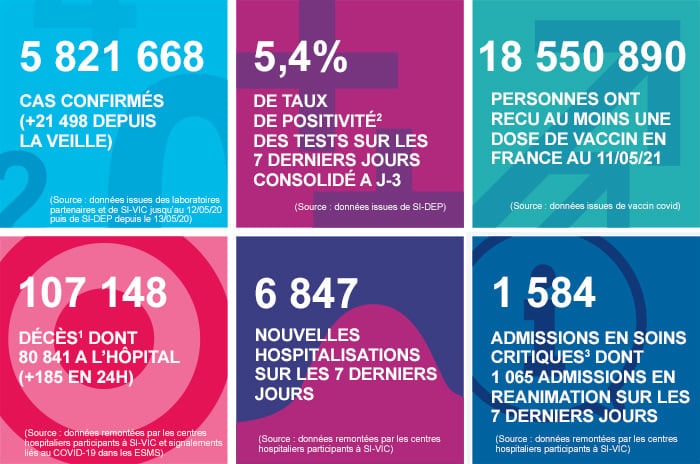 5 821 668
CAS CONFIRMÉS
(+21 498 DEPUIS
LA VEILLE)
(Source : données issues des laboratoires
partenaires et de SI-VIC jusqu'au 12/05/20
puis de SI-DEP depuis le 13/05/20)
5,4%
DE TAUX
DE POSITIVITÉ²
DES TESTS SUR LES
7 DERNIERS JOURS
CONSOLIDÉ A J-3
(Source : données issues de SI-DEP)
18 550 890
PERSONNES ONT
RECU AU MOINS UNE
DOSE DE VACCIN EN
FRANCE AU 11/05/21
(Source : données issues de vaccin covid)
107 148
DÉCÈS¹ DONT
80 841 A L'HÔPITAL
(+185 EN 24H)
(Source : données remontées par les centres
hospitaliers participants à SI-VIC et signalements
liés au COVID-19 dans les ESMS)
6 847
NOUVELLES
HOSPITALISATIONS
SUR LES 7 DERNIERS
JOURS
(Source : données remontées par les centres
hospitaliers participants à SI-VIC)
1 584
ADMISSIONS EN SOINS
CRITIQUES³ DONT
1 065 ADMISSIONS EN
REANIMATION SUR LES
7 DERNIERS JOURS
(Source : données remontées par les centres
hospitaliers participants à SI-VIC)